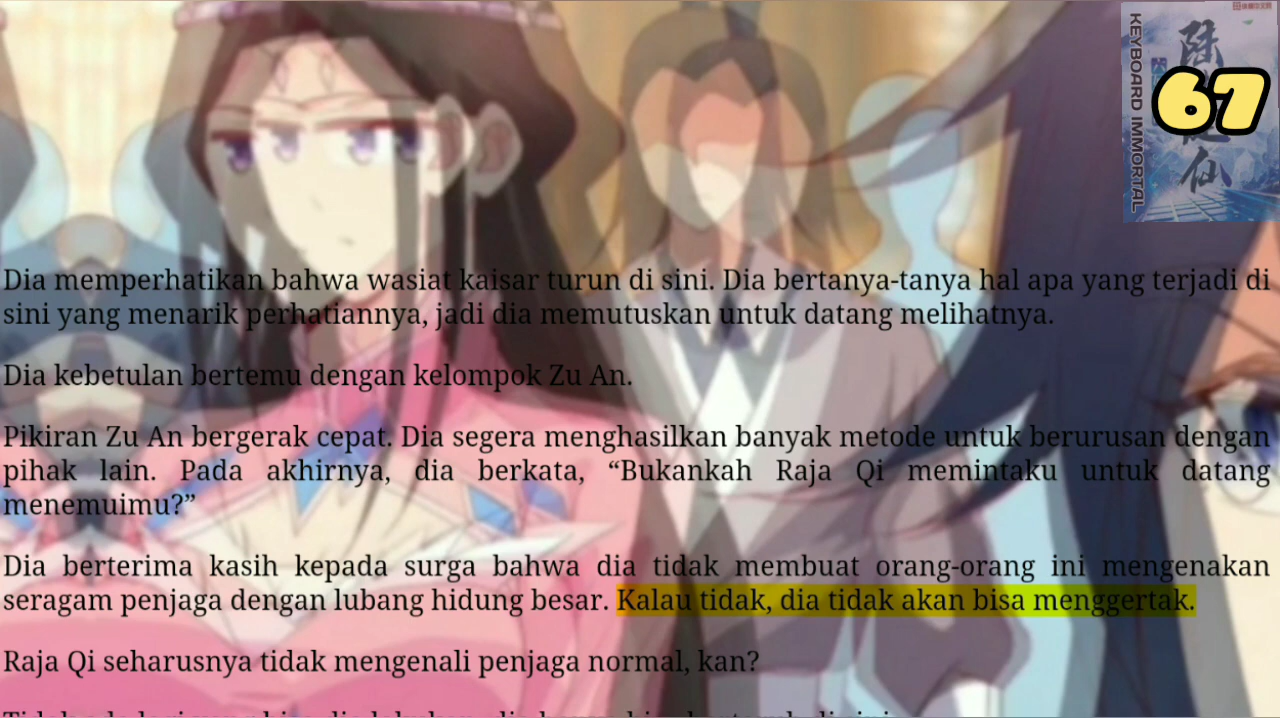 KEYBOARD IMMORTAL
67
Dia memperhatikan bahwa wasiat kaisar turun di sini. Dia bertanya-tanya hal apa yang terjadi di
sini yang menarik perhatiannya, jadi dia memutuskan untuk datang melihatnya.
Dia kebetulan bertemu dengan kelompok Zu An.
Pikiran Zu An bergerak cepat. Dia segera menghasilkan banyak metode untuk berurusan dengan
pihak lain. Pada akhirnya, dia berkata, “Bukankah Raja Qi memintaku untuk datang
menemuimu?”
Dia berterima kasih kepada surga bahwa dia tidak membuat orang-orang ini mengenakan
seragam penjaga dengan lubang hidung besar. Kalau tidak, dia tidak akan bisa menggertak.
Raja Qi seharusnya tidak mengenali penjaga normal, kan?